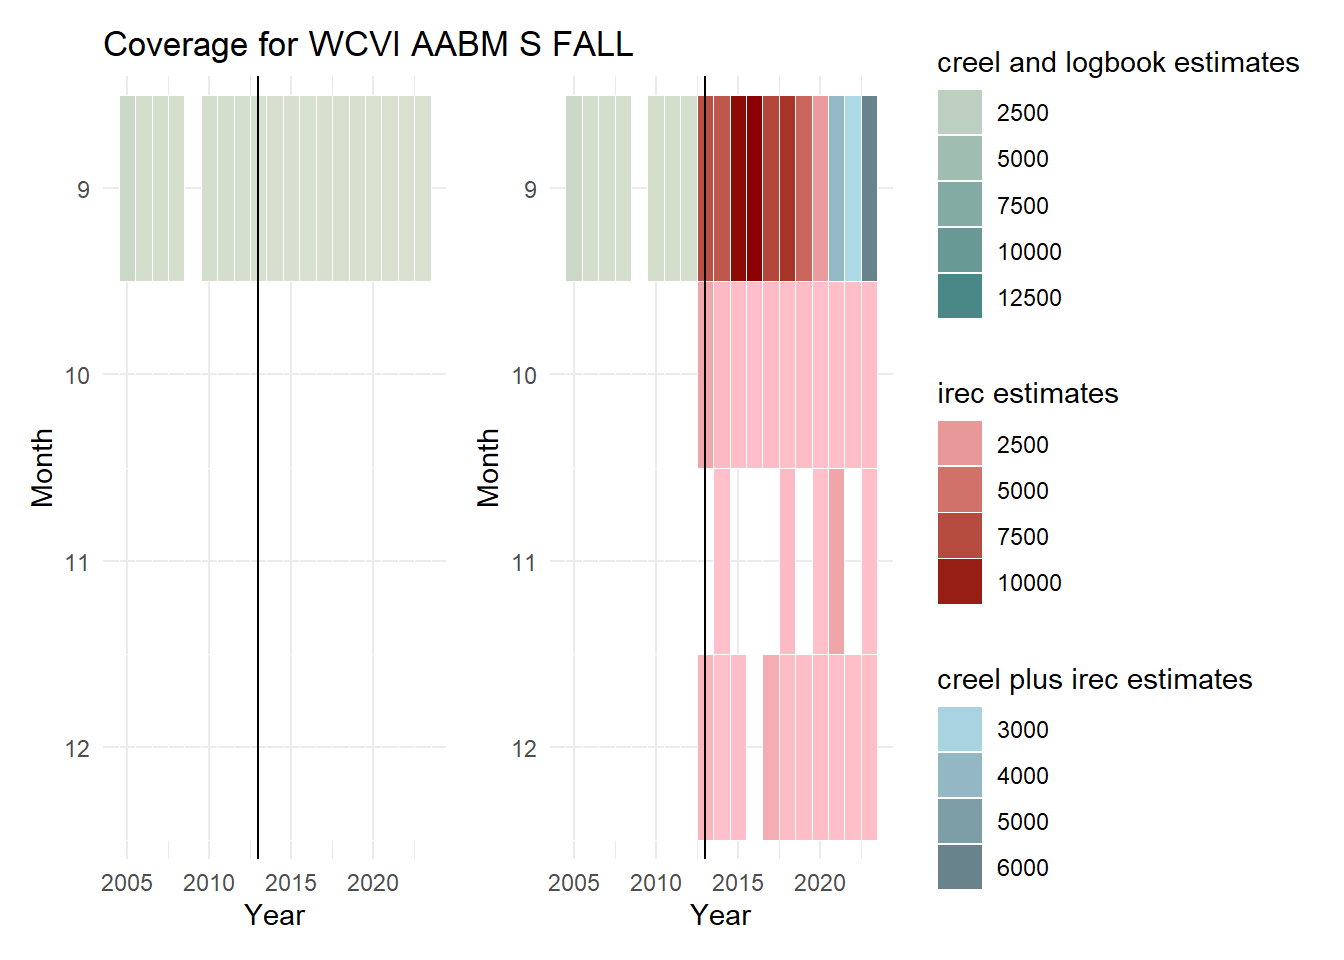 Coverage for WCVI AABM S FALL
Month
9
10
11
12
2005 2010 2015 2020
Year
Month
9
10
11
12
2005 2010 2015 2020
Year
creel and logbook estimates
2500
5000
7500
10000
12500
irec estimates
2500
5000
7500
10000
creel plus irec estimates
3000
4000
5000
6000